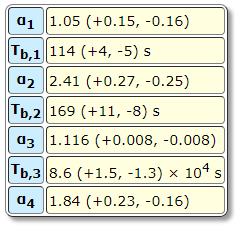 α1 1.05 (+0.15, -0.16)
Tb,1 114 (+4, -5) s
α2 2.41 (+0.27, -0.25)
Tb,2 169 (+11, -8) s
α3 1.116 (+0.008, -0.008)
Tb,3 8.6 (+1.5, -1.3) × 10⁴ s
α4 1.84 (+0.23, -0.16)